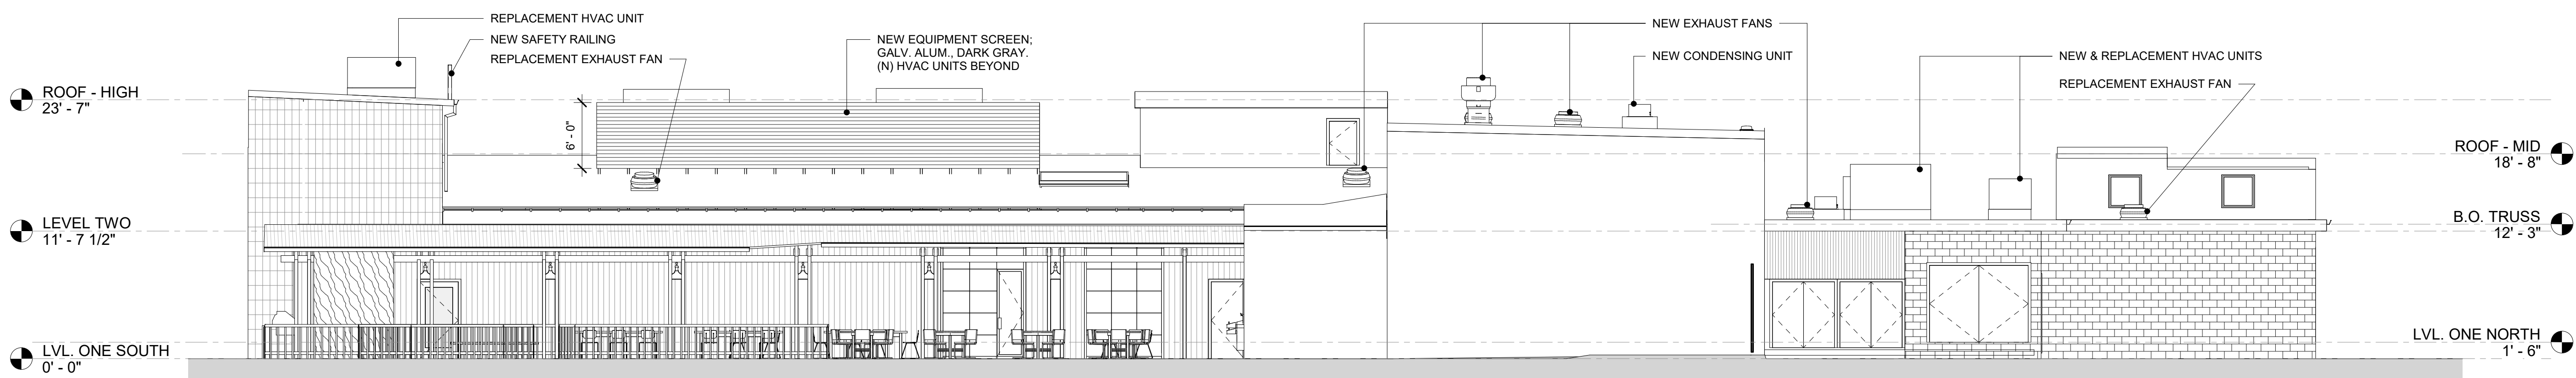 REPLACEMENT HVAC UNIT
NEW SAFETY RAILING
REPLACEMENT EXHAUST FAN
NEW EQUIPMENT SCREEN;
GALV. ALUM., DARK GRAY.
(N) HVAC UNITS BEYOND
NEW EXHAUST FANS
NEW CONDENSING UNIT
NEW & REPLACEMENT HVAC UNITS
REPLACEMENT EXHAUST FAN
ROOF - HIGH
23' - 7"
6' - 0"
ROOF - MID
18' - 8"
LEVEL TWO
11' - 7 1/2"
B.O. TRUSS
12' - 3"
LVL. ONE SOUTH
0' - 0"
LVL. ONE NORTH
1' - 6"